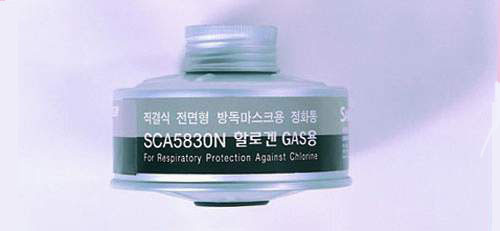 직결식 전면형 방독마스크용 정화통
SCA5830N 할로겐 GAS용
For Respiratory Protection Against Chlorine